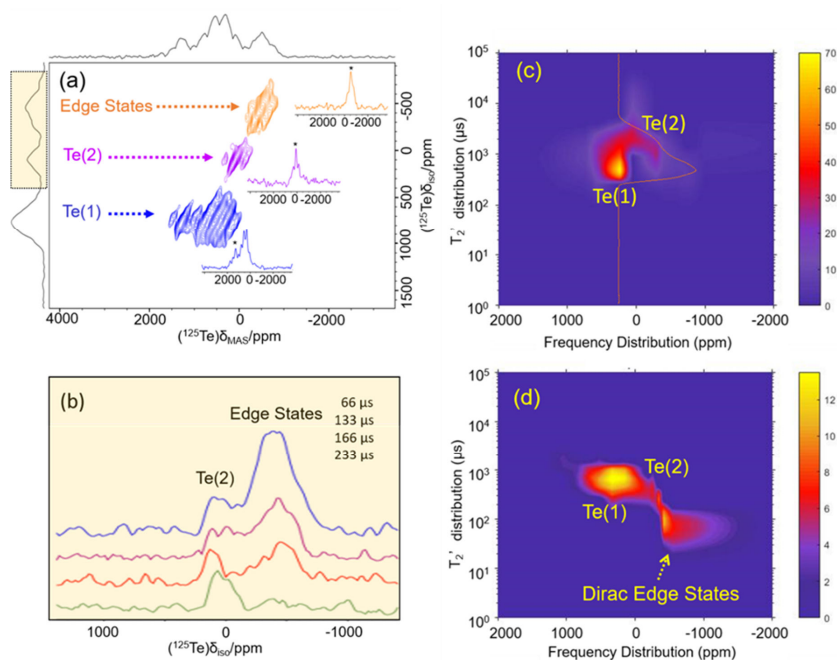 (a)
Edge States
Te(2)
Te(1)
*
2000 0 -2000
*
2000 0 -2000
*
2000 0 -2000
-500
0
500
1000
1500
(¹²⁵Te)δiso/ppm
4000 2000 0 -2000
(¹²⁵Te)δMAS/ppm
(b)
Edge States
Te(2)
66 µs
133 µs
166 µs
233 µs
1000 0 -1000
(¹²⁵Te)δiso/ppm
(c)
Te(2)
Te(1)
10⁵
10⁴
10³
10²
10¹
10⁰
T₂' distribution (µs)
2000 1000 0 -1000 -2000
Frequency Distribution (ppm)
70
60
50
40
30
20
10
0
(d)
Te(2)
Te(1)
Dirac Edge States
10⁵
10⁴
10³
10²
10¹
10⁰
T₂' distribution (µs)
2000 1000 0 -1000 -2000
Frequency Distribution (ppm)
12
10
8
6
4
2
0